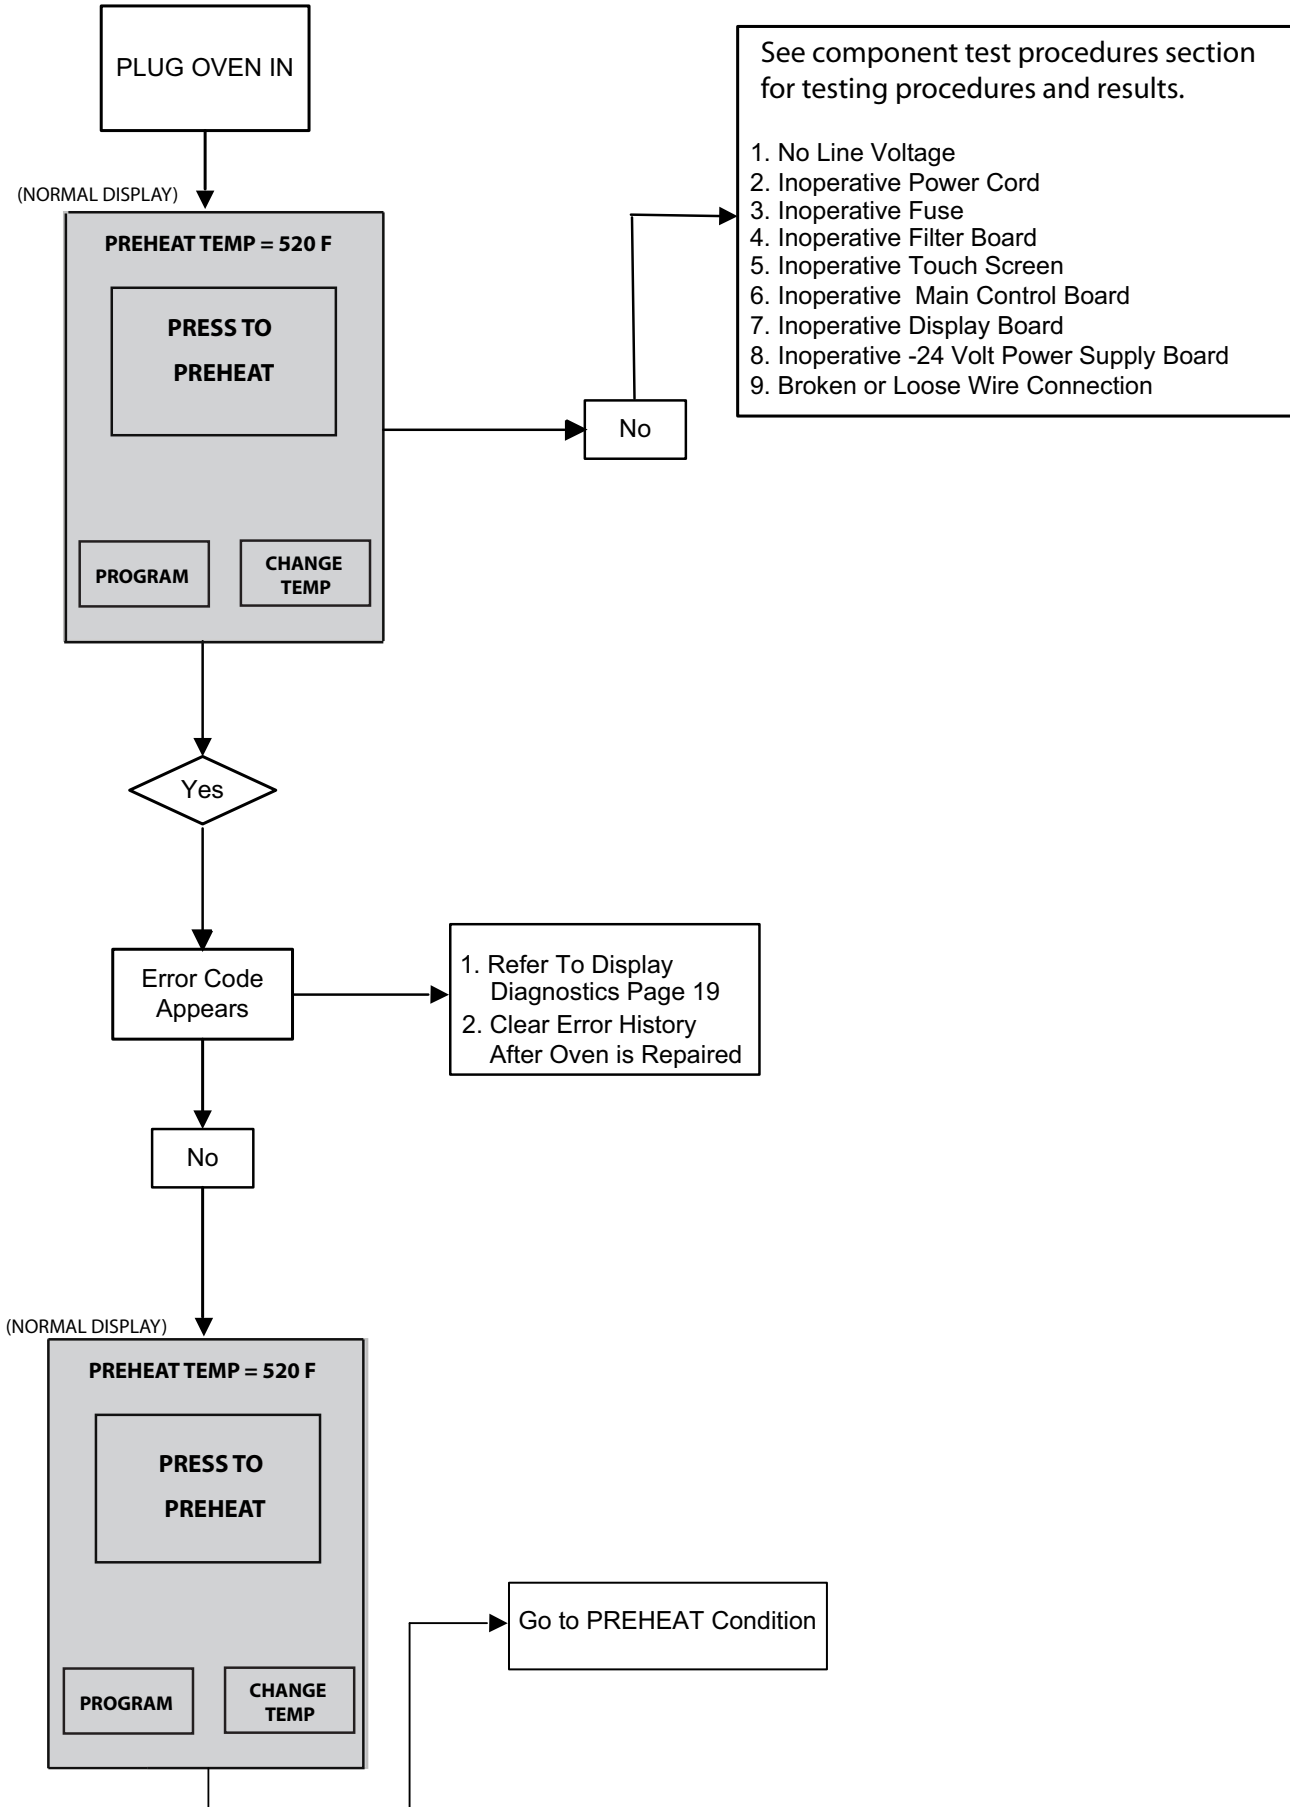 PLUG OVEN IN
(NORMAL DISPLAY)
PREHEAT TEMP = 520 F
PRESS TO
PREHEAT
PROGRAM
CHANGE
TEMP
No
See component test procedures section
for testing procedures and results.
1. No Line Voltage
2. Inoperative Power Cord
3. Inoperative Fuse
4. Inoperative Filter Board
5. Inoperative Touch Screen
6. Inoperative  Main Control Board
7. Inoperative Display Board
8. Inoperative -24 Volt Power Supply Board
9. Broken or Loose Wire Connection
Yes
Error Code
Appears
1. Refer To Display
Diagnostics Page 19
2. Clear Error History
After Oven is Repaired
No
(NORMAL DISPLAY)
PREHEAT TEMP = 520 F
PRESS TO
PREHEAT
PROGRAM
CHANGE
TEMP
Go to PREHEAT Condition